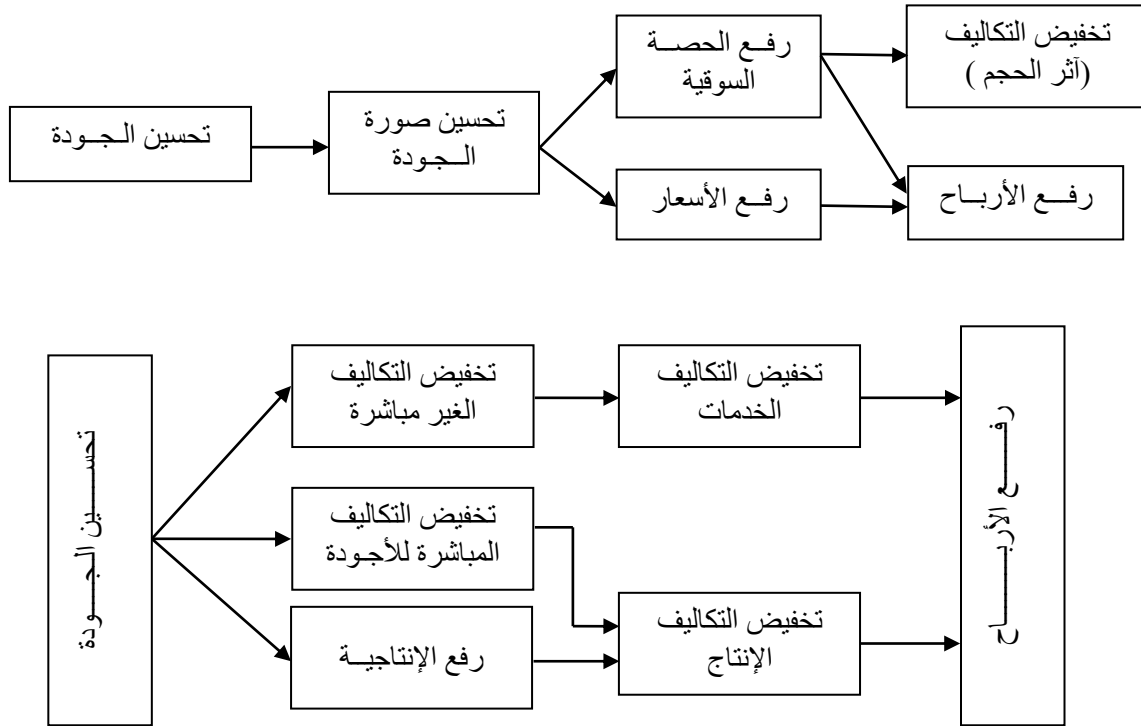 تحسين الجودة
تحسين صورة
الجودة
رفع الحصة
السوقية
تخفيض التكاليف
(آثر الحجم )
رفع الأسعار
رفع الأرباح
تحسين الجودة
تخفيض التكاليف
الغير مباشرة
تخفيض التكاليف
الخدمات
تخفيض التكاليف
المباشرة للأجودة
رفع الإنتاجية
تخفيض التكاليف
الإنتاج
رفع الأرباح